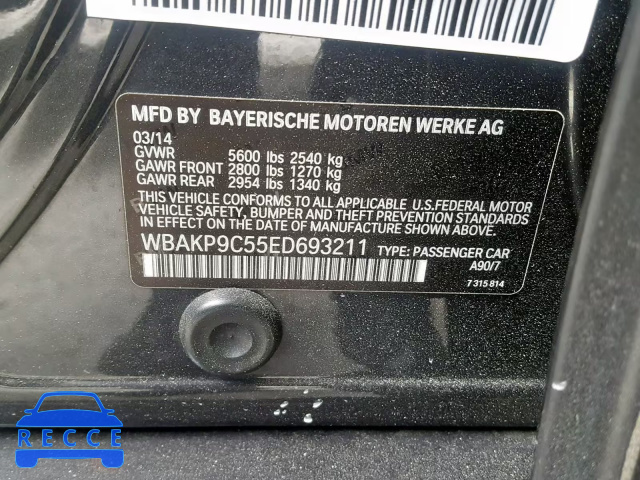 MFD BY BAYERISCHE MOTOREN WERKE AG
03/14
GVWR 5600 lbs 2540 kg
GAWR FRONT 2800 lbs 1270 kg
GAWR REAR 2954 lbs 1340 kg
THIS VEHICLE CONFORMS TO ALL APPLICABLE U.S.FEDERAL MOTOR
VEHICLE SAFETY, BUMPER AND THEFT PREVENTION STANDARDS
IN EFFECT ON THE DATE OF MANUFACTURE SHOWN ABOVE.
WBAKP9C55ED693211 TYPE: PASSENGER CAR
A90/7
7 315 814
RECCE